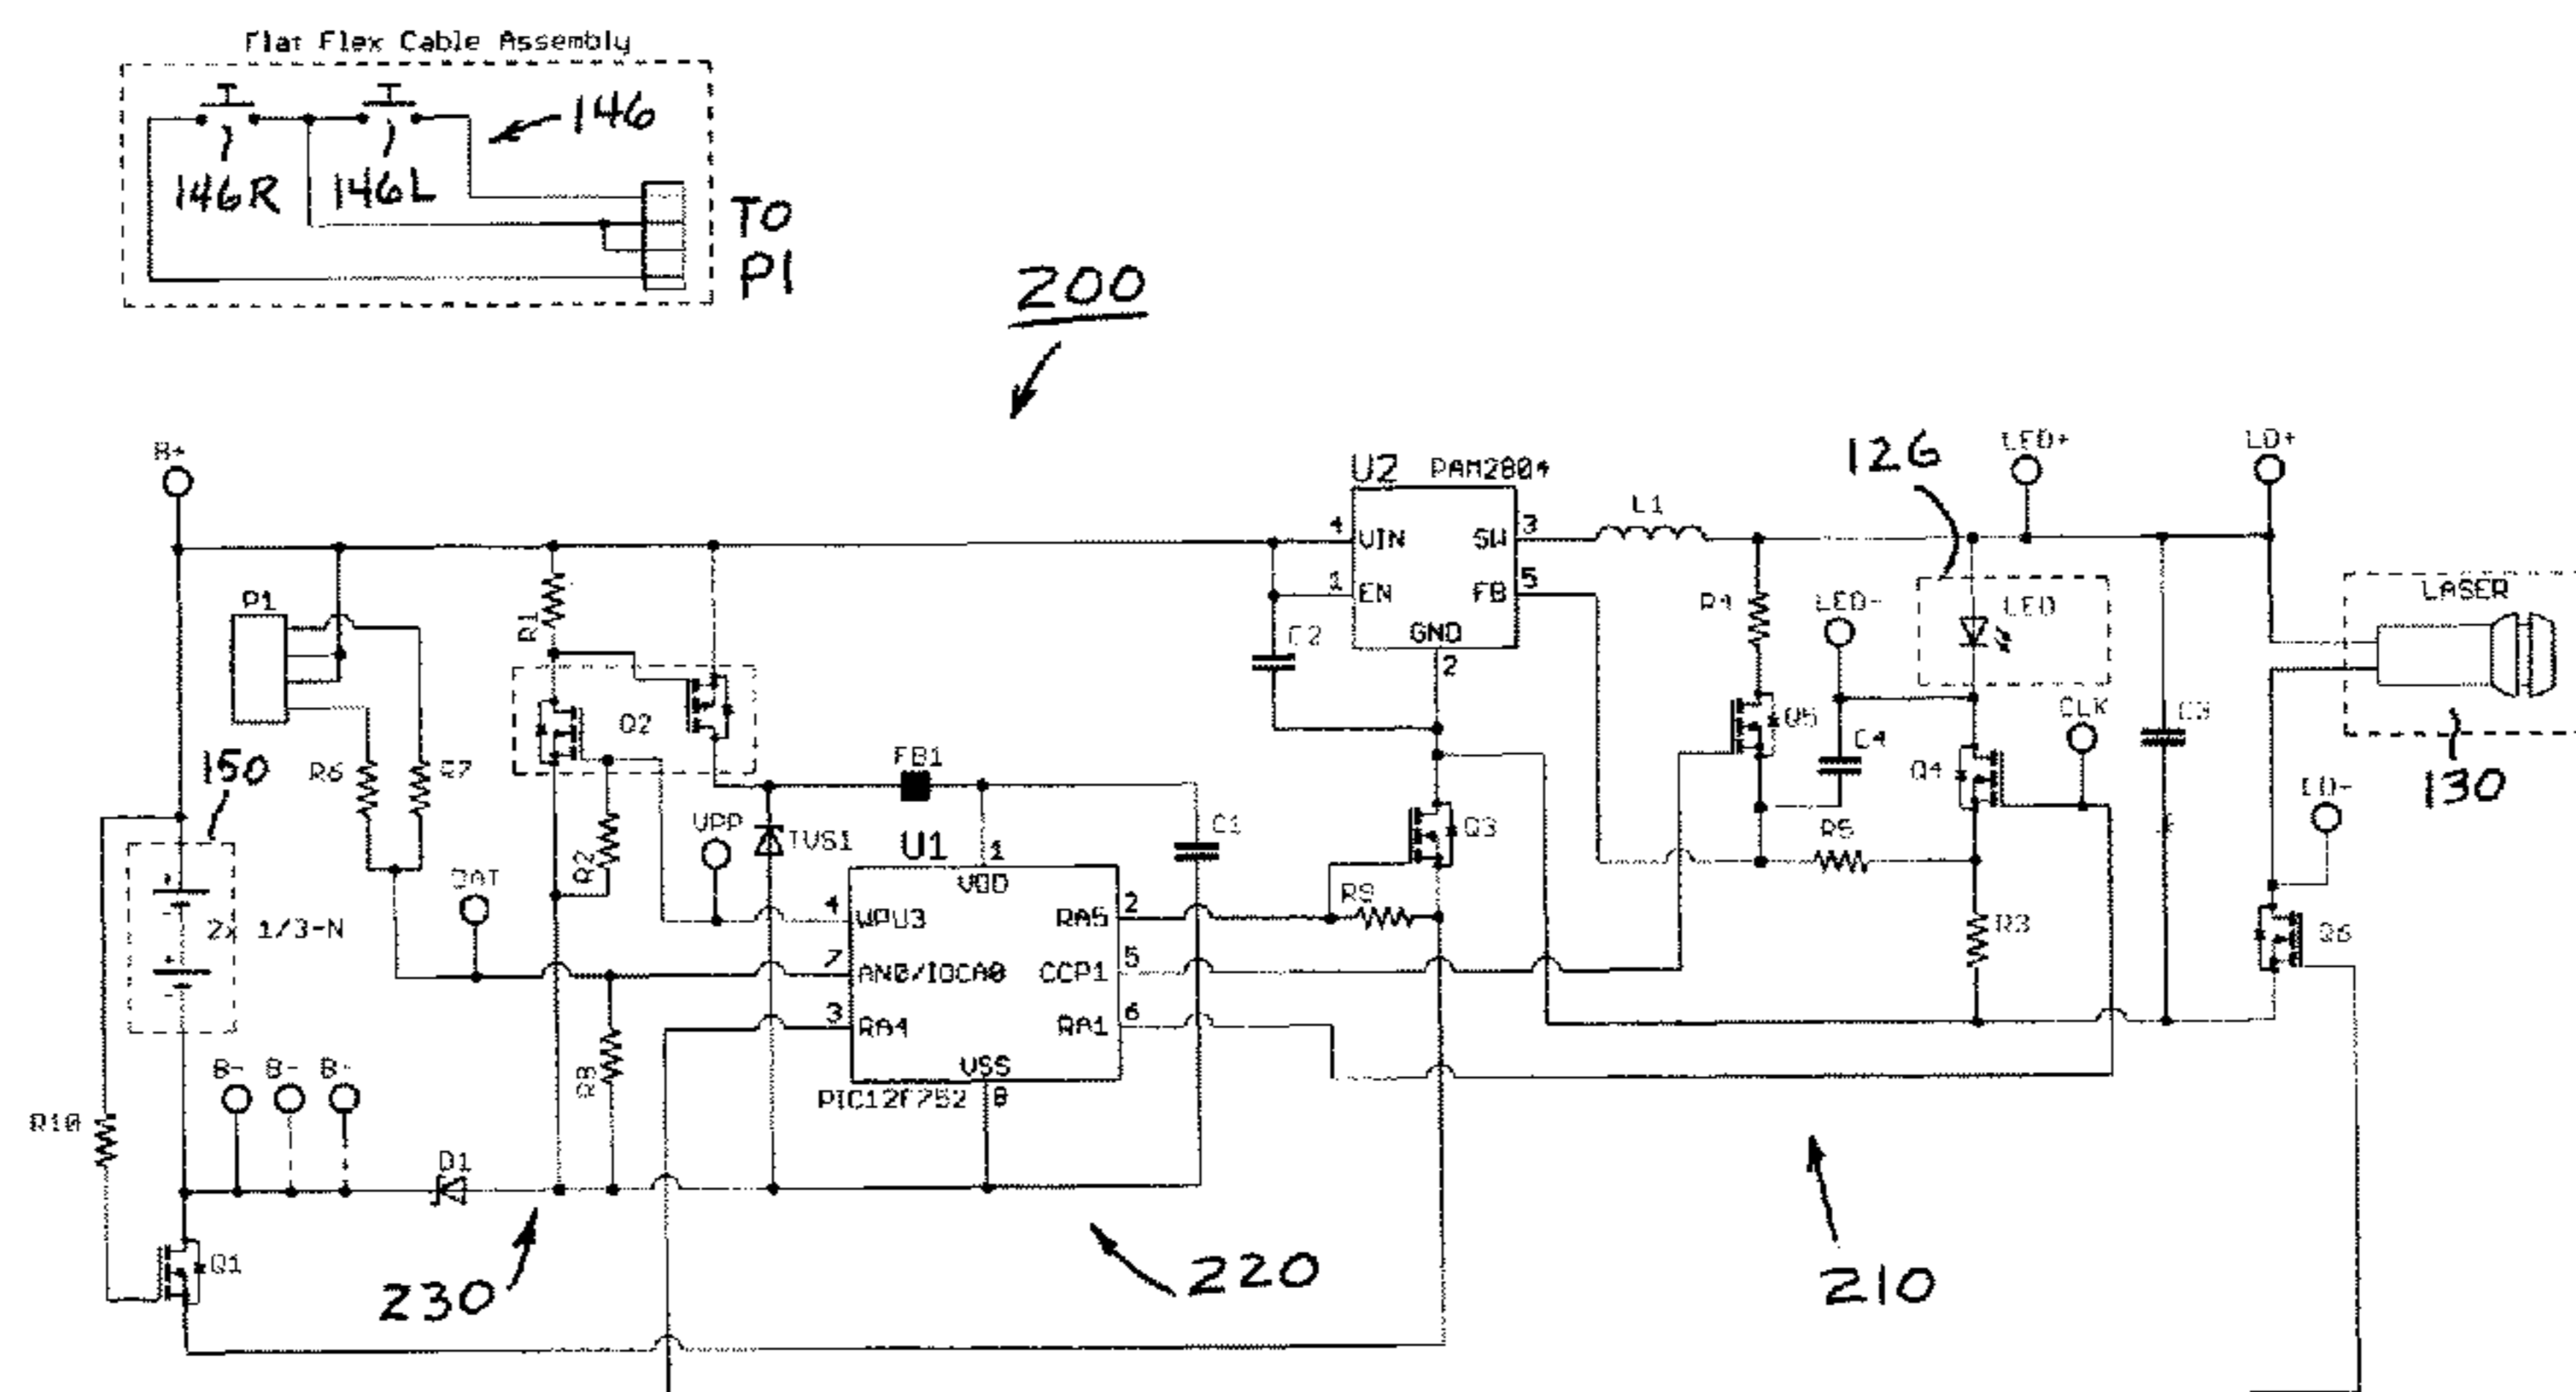 Flat Flex Cable Assembly
146
146R
146L
TO
P1
200
B+
U2
PAM2804
4
VIN
1
EN
SW
3
FB
5
GND
2
L1
126
LED+
LD+
P1
R1
C2
R4
LED-
LED
LASER
Q2
Q5
C4
CLK
C3
Q4
130
150
R6
R7
FB1
VPP
TVS1
U1
1
VDD
C1
Q3
R5
LD-
BAT
R2
4
WPU3
RA5
2
R9
R3
Q6
2x 1/3-N
7
AN0/IOCA0
CCP1
5
3
RA4
RA1
6
VSS
B-
B-
B-
R8
PIC12F752
8
R10
D1
Q1
230
220
210